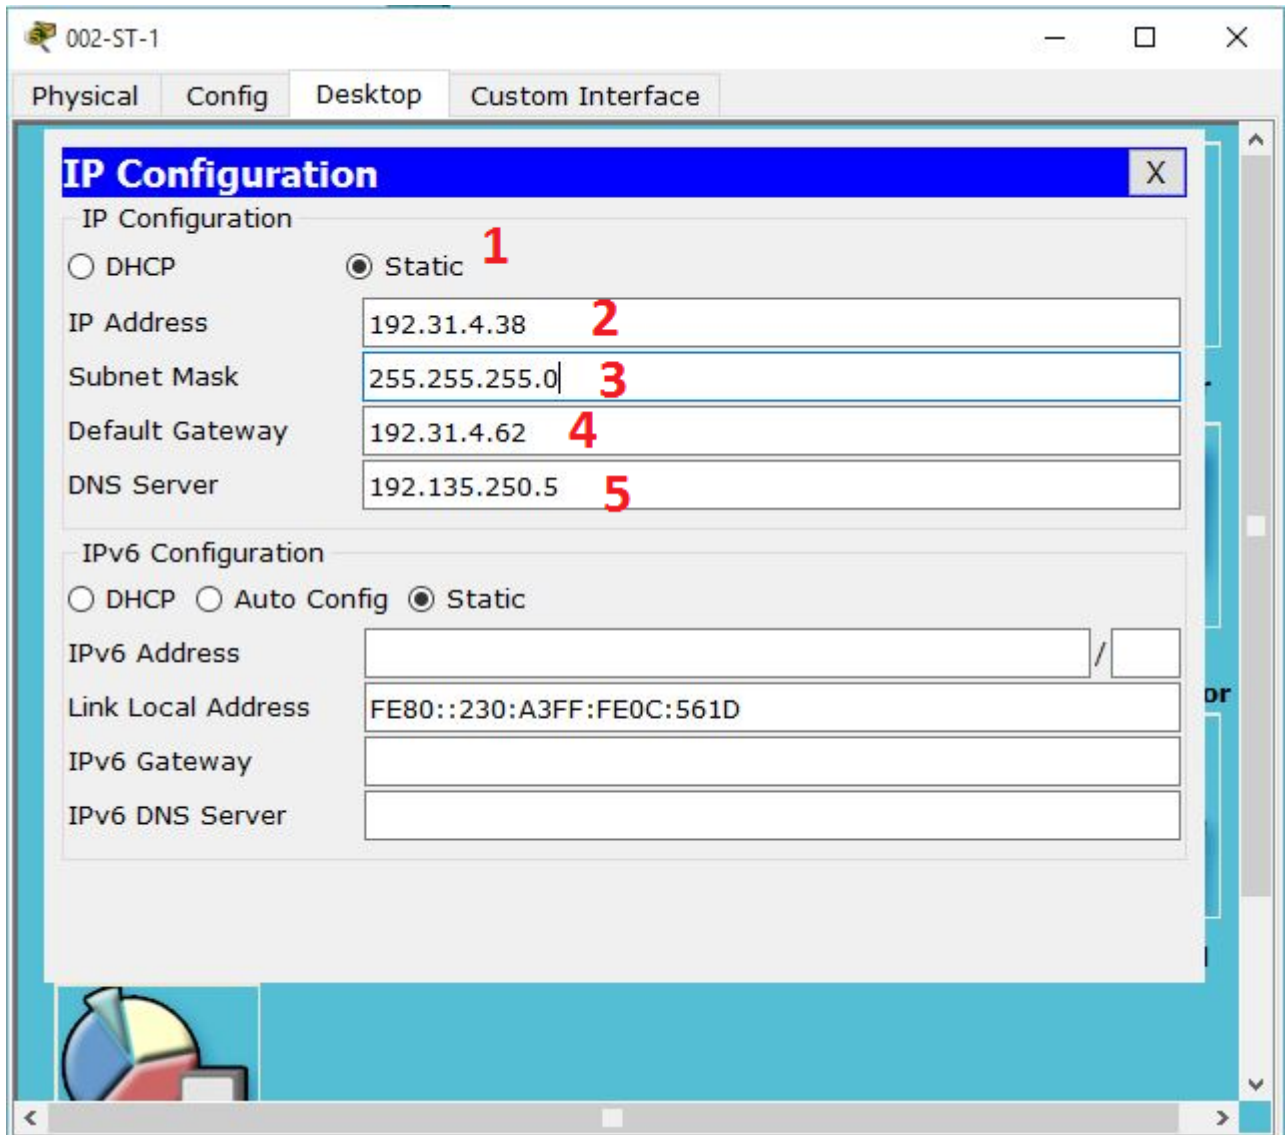 002-ST-1
Physical Config Desktop Custom Interface
IP Configuration X
IP Configuration
DHCP Static 1
IP Address 192.31.4.38 2
Subnet Mask 255.255.255.0 3
Default Gateway 192.31.4.62 4
DNS Server 192.135.250.5 5
IPv6 Configuration
DHCP Auto Config Static
IPv6 Address /
Link Local Address FE80::230:A3FF:FE0C:561D
or
IPv6 Gateway
IPv6 DNS Server